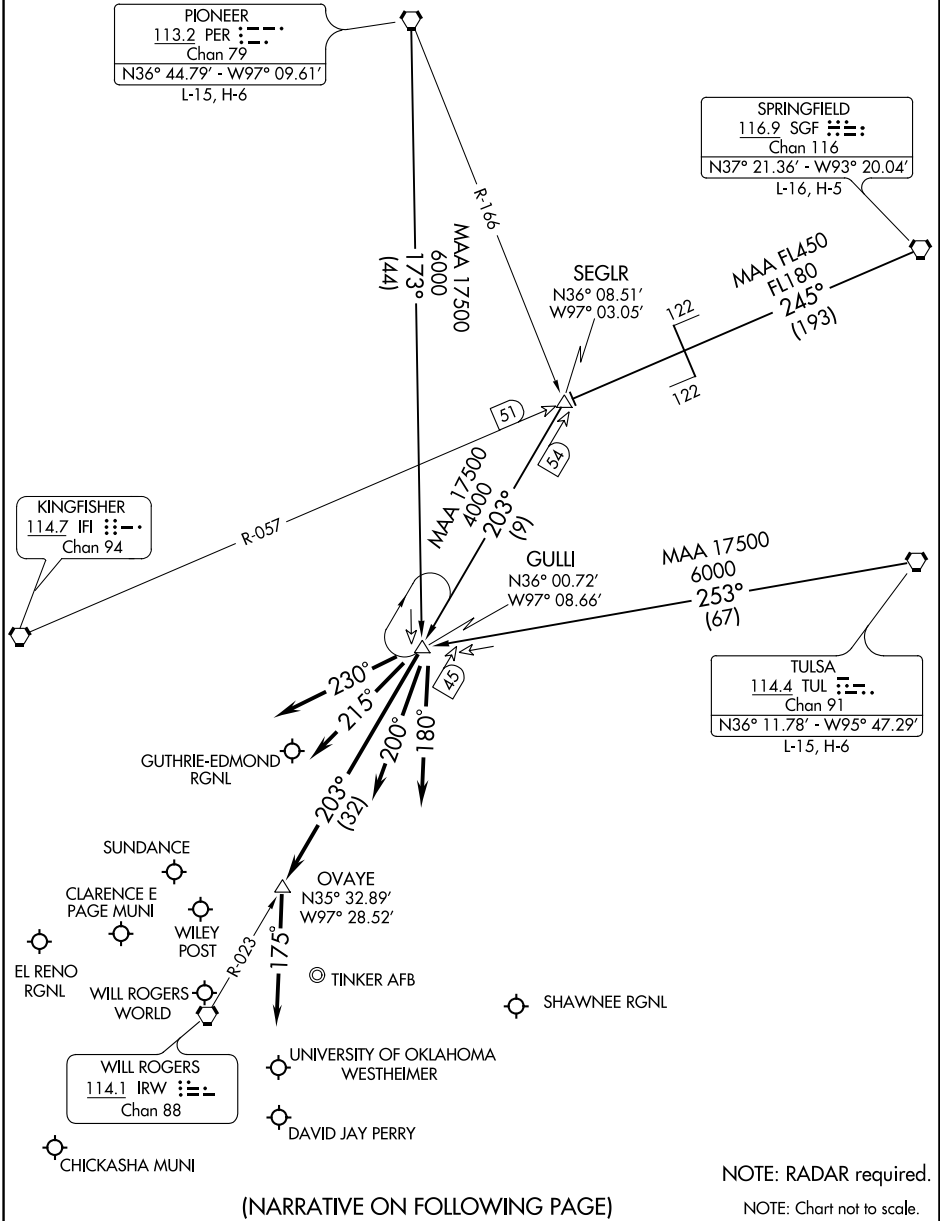 PIONEER
113.2 PER
Chan 79
N36° 44.79' - W97° 09.61'
L-15, H-6
SPRINGFIELD
116.9 SGF
Chan 116
N37° 21.36' - W93° 20.04'
L-16, H-5
R-166
MAA 17500
6000
173°
(44)
MAA FL450
FL180
245°
(193)
122
122
SEGLR
N36° 08.51'
W97° 03.05'
51
54
MAA 17500
4000
203°
(9)
KINGFISHER
114.7 IFI
Chan 94
R-057
GULLI
N36° 00.72'
W97° 08.66'
MAA 17500
6000
253°
(67)
TULSA
114.4 TUL
Chan 91
N36° 11.78' - W95° 47.29'
L-15, H-6
45
230°
215°
200°
180°
203°
(32)
GUTHRIE-EDMOND
RGNL
SUNDANCE
CLARENCE E
PAGE MUNI
WILEY
POST
EL RENO
RGNL
OVAYE
N35° 32.89'
W97° 28.52'
R-023
175°
TINKER AFB
WILL ROGERS
WORLD
SHAWNEE RGNL
WILL ROGERS
114.1 IRW
Chan 88
UNIVERSITY OF OKLAHOMA
WESTHEIMER
DAVID JAY PERRY
CHICKASHA MUNI
NOTE: RADAR required.
(NARRATIVE ON FOLLOWING PAGE)
NOTE: Chart not to scale.